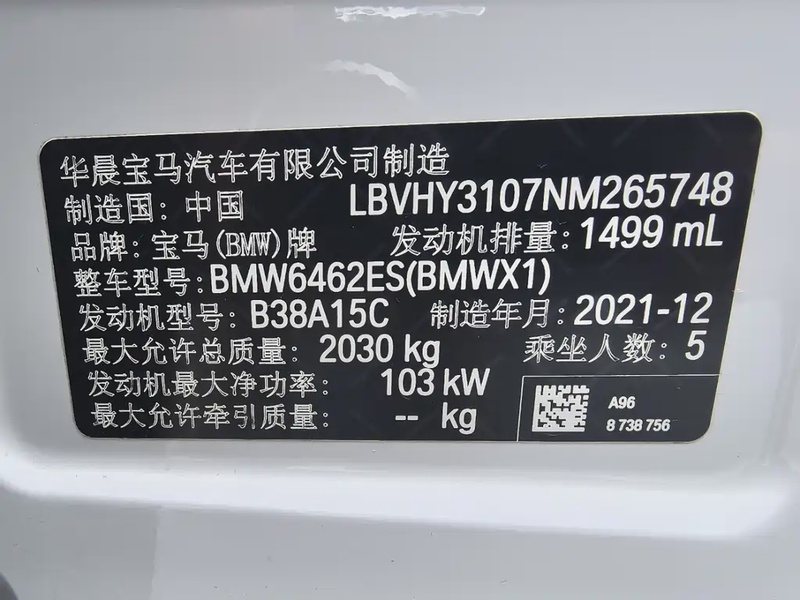 华晨宝马汽车有限公司制造
制造国: 中国 LBVHY3107NM265748
品牌: 宝马(BMW)牌 发动机排量: 1499 mL
整车型号: BMW6462ES(BMWX1)
发动机型号: B38A15C 制造年月: 2021-12
最大允许总质量: 2030 kg 乘坐人数: 5
发动机最大净功率: 103 kW
最大允许牵引质量: -- kg
A96
8 738 756